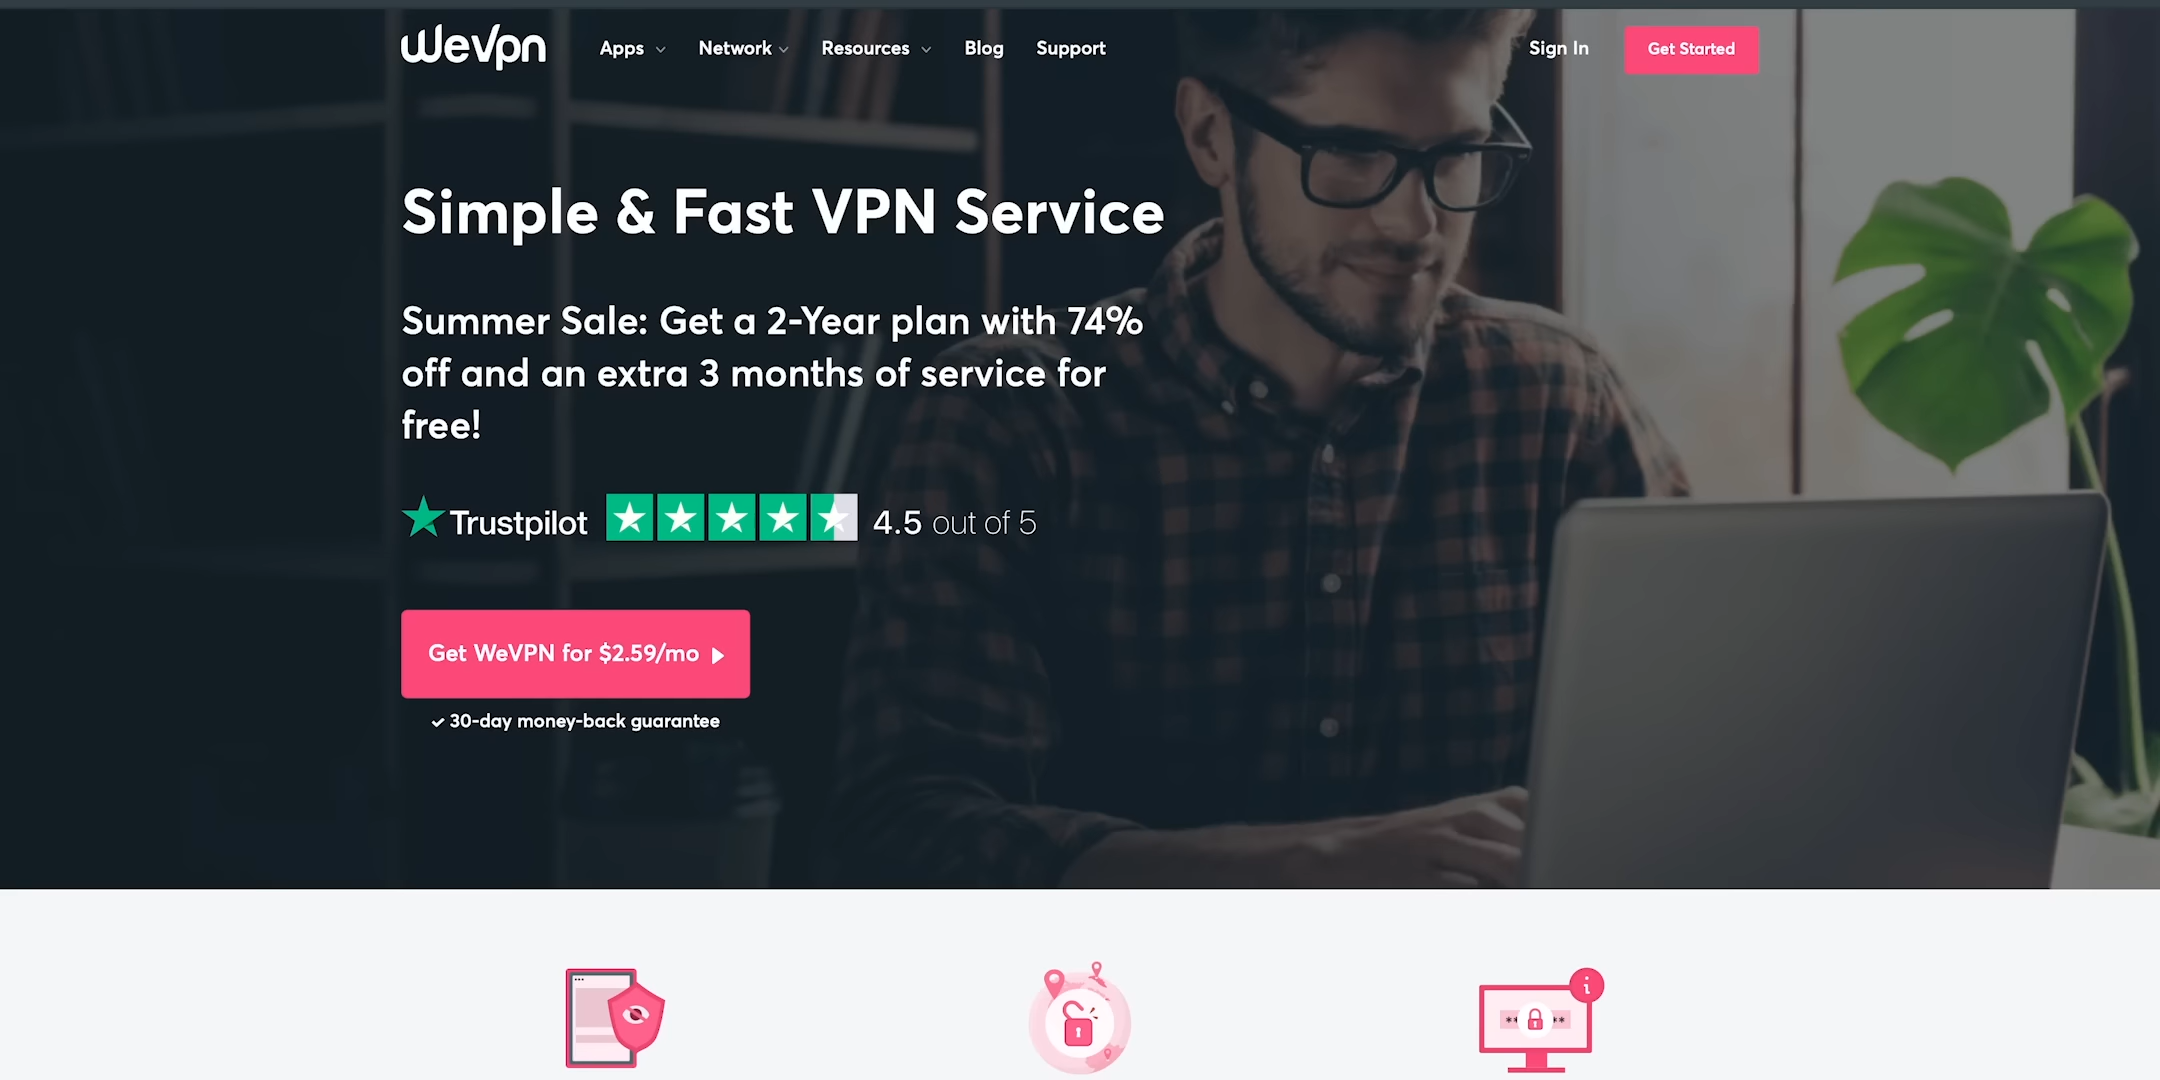 WeVpn
Apps
Network
Resources
Blog
Support
Sign In
Get Started
Simple & Fast VPN Service
Summer Sale: Get a 2-Year plan with 74%
off and an extra 3 months of service for
free!
Trustpilot
4.5 out of 5
Get WeVPN for $2.59/mo
30-day money-back guarantee
i
** **